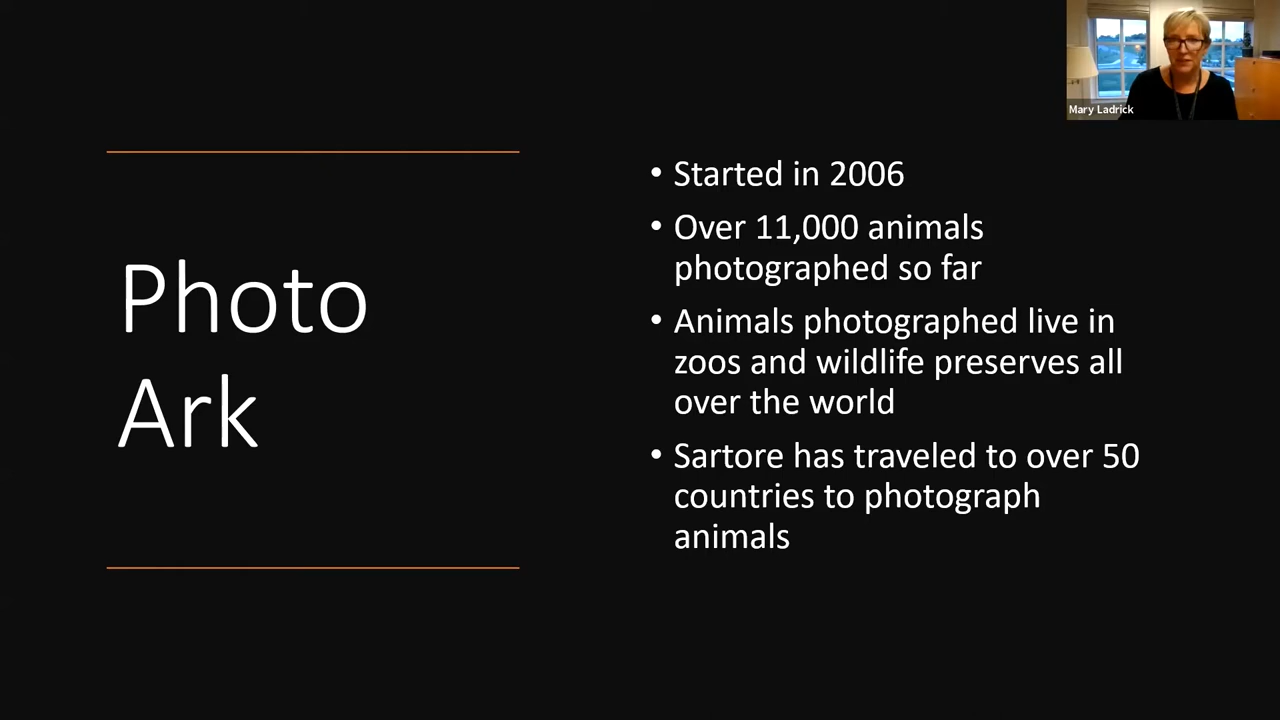 Mary Ladrick
Photo
Ark
• Started in 2006
• Over 11,000 animals
photographed so far
• Animals photographed live in
zoos and wildlife preserves all
over the world
• Sartore has traveled to over 50
countries to photograph
animals